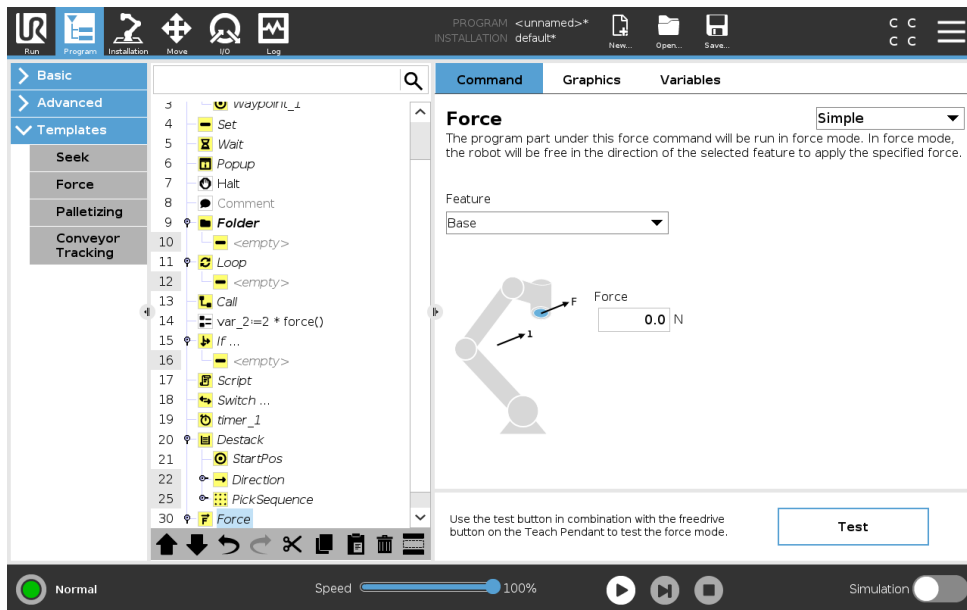 UR
Run
Program
Installation
Move
I/O
Log
PROGRAM <unnamed>*
INSTALLATION default*
New...
Open...
Save...
C C
C C
Basic
Advanced
Templates
Seek
Force
Palletizing
Conveyor
Tracking
3 Waypoint_1
4 Set
5 Wait
6 Popup
7 Halt
8 Comment
9 Folder
10 <empty>
11 Loop
12 <empty>
13 Call
14 var_2:=2 * force()
15 If ...
16 <empty>
17 Script
18 Switch ...
19 timer_1
20 Destack
21 StartPos
22 Direction
25 PickSequence
30 Force
Command
Graphics
Variables
Force
Simple
The program part under this force command will be run in force mode. In force mode,
the robot will be free in the direction of the selected feature to apply the specified force.
Feature
Base
F
1
Force
0.0 N
Use the test button in combination with the freedrive
button on the Teach Pendant to test the force mode.
Test
Normal
Speed
100%
Simulation